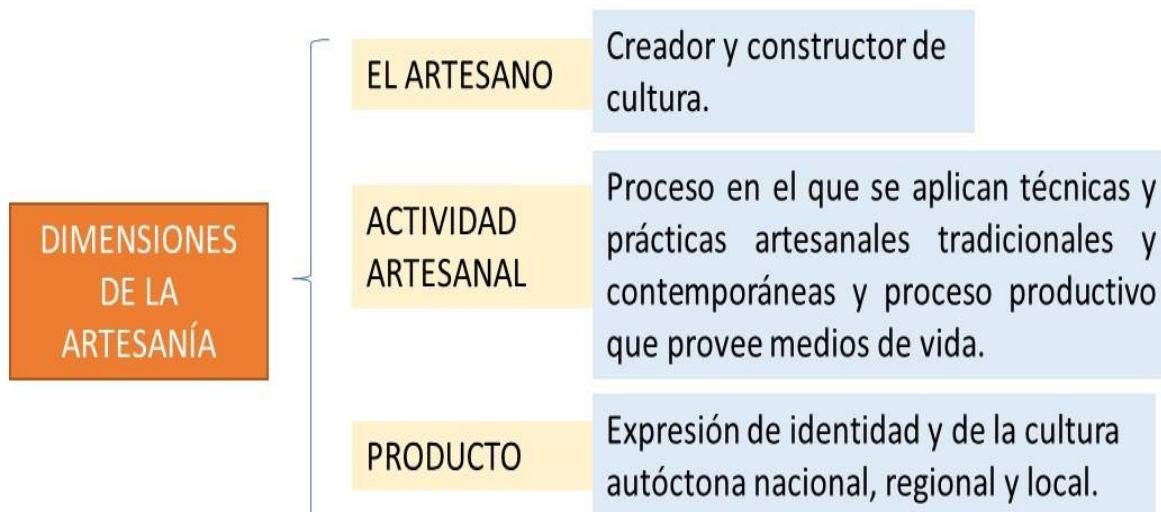 DIMENSIONES
DE LA
ARTESANÍA
EL ARTESANO
Creador y constructor de
cultura.
ACTIVIDAD
ARTESANAL
Proceso en el que se aplican técnicas y
prácticas artesanales tradicionales y
contemporáneas y proceso productivo
que provee medios de vida.
PRODUCTO
Expresión de identidad y de la cultura
autóctona nacional, regional y local.